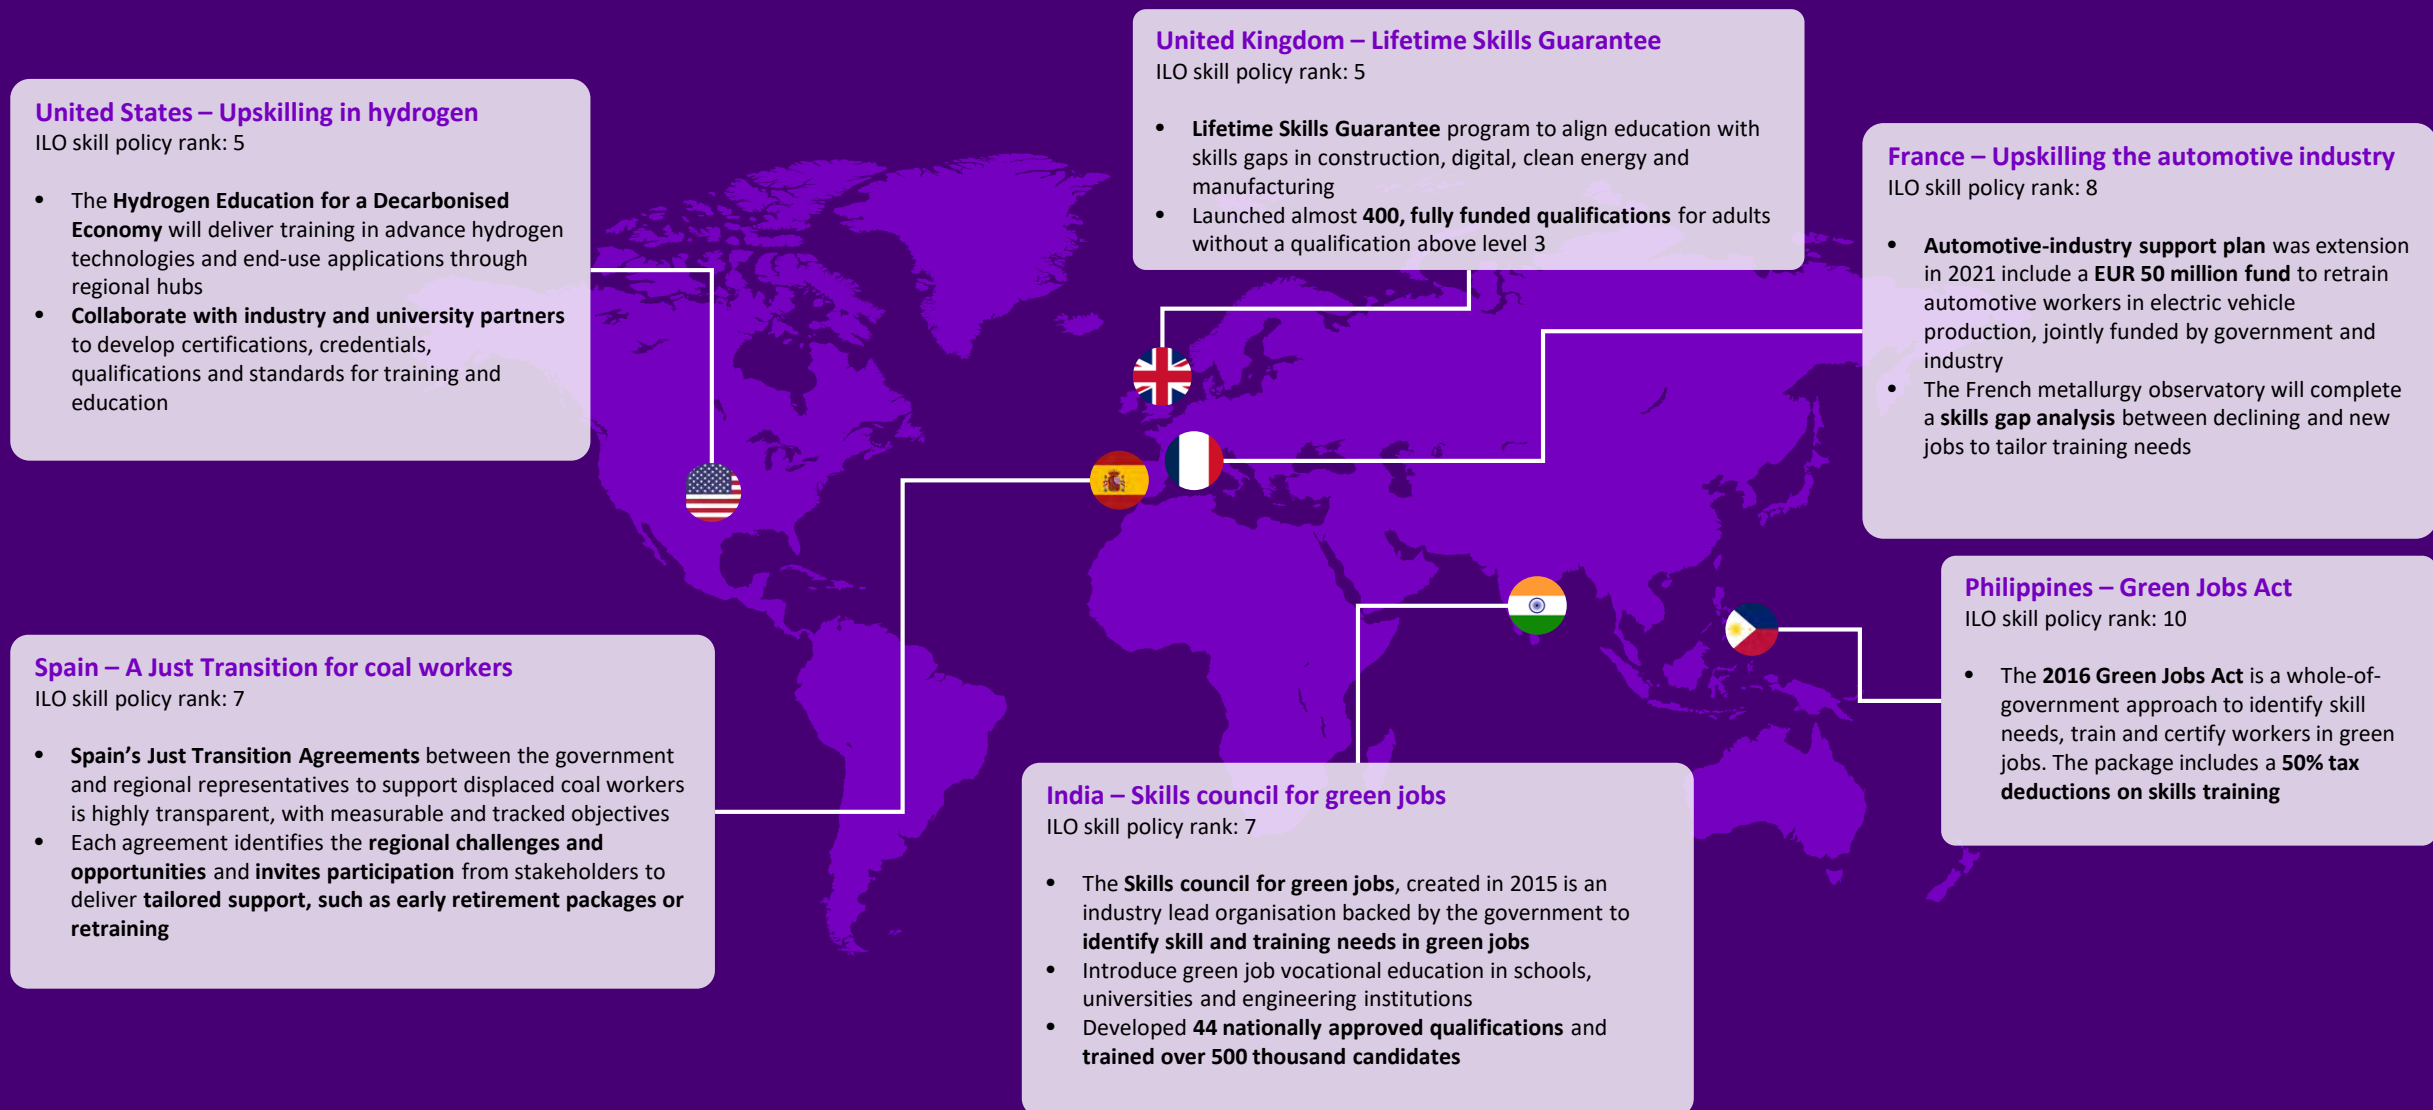 United Kingdom – Lifetime Skills Guarantee
ILO skill policy rank: 5
• Lifetime Skills Guarantee program to align education with
skills gaps in construction, digital, clean energy and
manufacturing
• Launched almost 400, fully funded qualifications for adults
without a qualification above level 3
United States – Upskilling in hydrogen
ILO skill policy rank: 5
• The Hydrogen Education for a Decarbonised
Economy will deliver training in advance hydrogen
technologies and end-use applications through
regional hubs
• Collaborate with industry and university partners
to develop certifications, credentials,
qualifications and standards for training and
education
France – Upskilling the automotive industry
ILO skill policy rank: 8
• Automotive-industry support plan was extension
in 2021 include a EUR 50 million fund to retrain
automotive workers in electric vehicle
production, jointly funded by government and
industry
• The French metallurgy observatory will complete
a skills gap analysis between declining and new
jobs to tailor training needs
Philippines – Green Jobs Act
ILO skill policy rank: 10
• The 2016 Green Jobs Act is a whole-of-
government approach to identify skill
needs, train and certify workers in green
jobs. The package includes a 50% tax
deductions on skills training
Spain – A Just Transition for coal workers
ILO skill policy rank: 7
• Spain’s Just Transition Agreements between the government
and regional representatives to support displaced coal workers
is highly transparent, with measurable and tracked objectives
• Each agreement identifies the regional challenges and
opportunities and invites participation from stakeholders to
deliver tailored support, such as early retirement packages or
retraining
India – Skills council for green jobs
ILO skill policy rank: 7
• The Skills council for green jobs, created in 2015 is an
industry lead organisation backed by the government to
identify skill and training needs in green jobs
• Introduce green job vocational education in schools,
universities and engineering institutions
• Developed 44 nationally approved qualifications and
trained over 500 thousand candidates